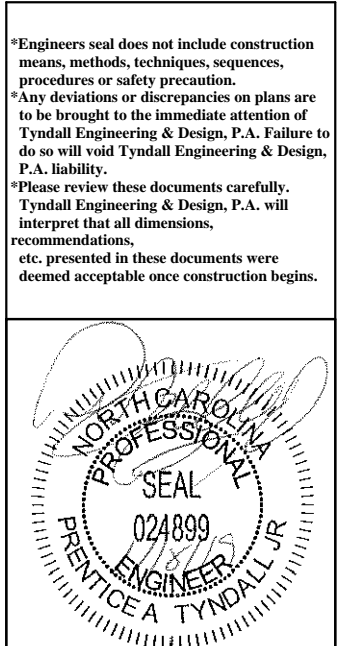 *Engineers seal does not include construction
means, methods, techniques, sequences,
procedures or safety precaution.
*Any deviations or discrepancies on plans are
to be brought to the immediate attention of
Tyndall Engineering & Design, P.A. Failure to
do so will void Tyndall Engineering & Design,
P.A. liability.
*Please review these documents carefully.
Tyndall Engineering & Design, P.A. will
interpret that all dimensions,
recommendations,
etc. presented in these documents were
deemed acceptable once construction begins.
NORTH CAROLINA
PROFESSIONAL
SEAL
024899
ENGINEER
PRENTICE A TYNDALL JR